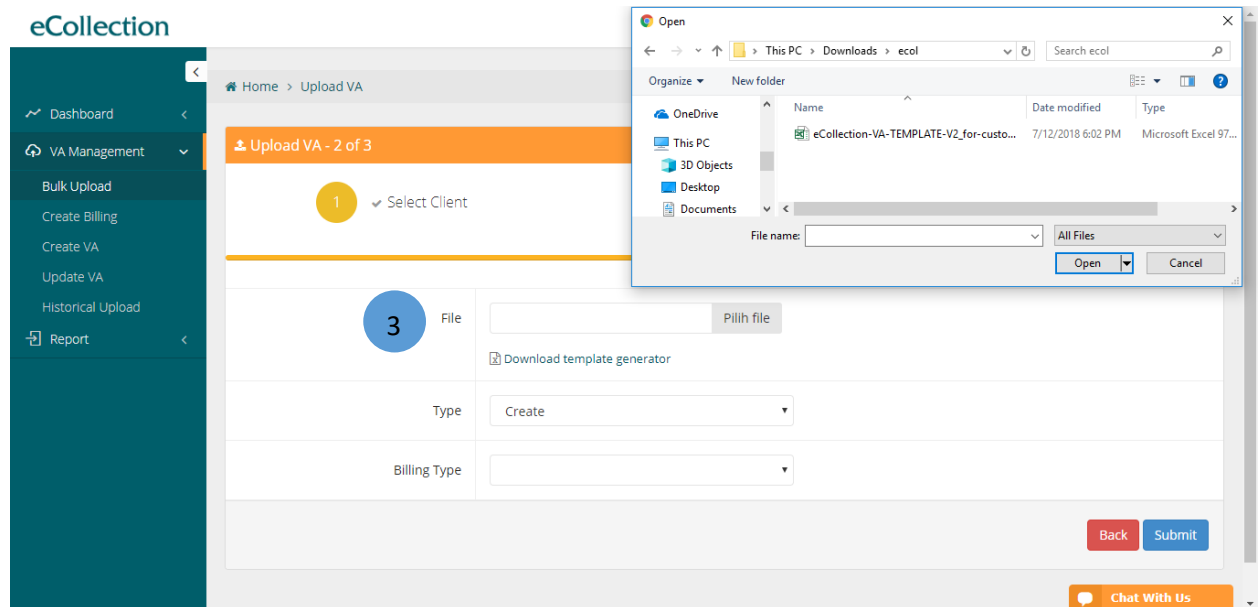 eCollection
Dashboard
VA Management
Bulk Upload
Create Billing
Create VA
Update VA
Historical Upload
Report
Home > Upload VA
Upload VA - 2 of 3
1
Select Client
3
File
Pilih file
Download template generator
Type
Create
Billing Type
Back
Submit
Chat With Us
Open
This PC > Downloads > ecol
Search ecol
Organize
New folder
?
OneDrive
This PC
3D Objects
Desktop
Documents
Name
Date modified
Type
eCollection-VA-TEMPLATE-V2_for-custo...
7/12/2018 6:02 PM
Microsoft Excel 97...
File name:
All Files
Open
Cancel